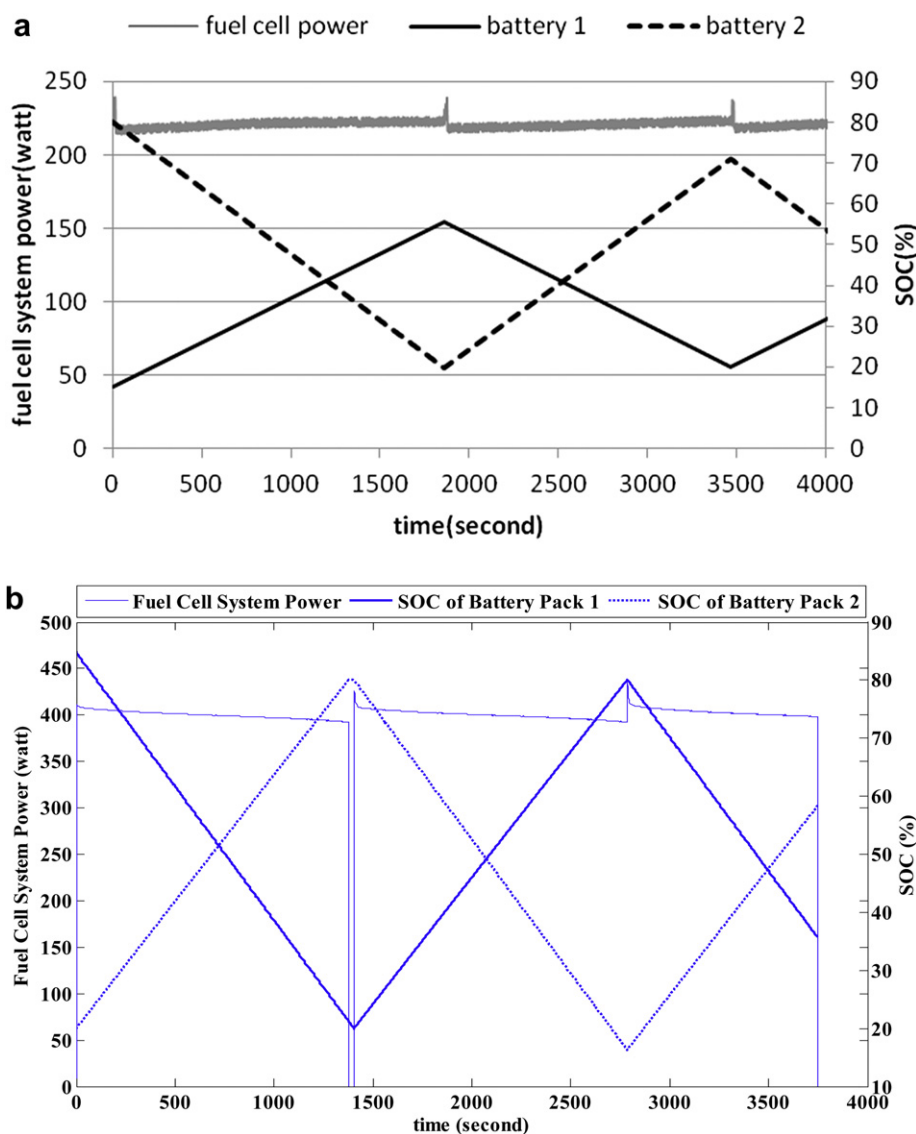 a
fuel cell power battery 1 battery 2
250 90
200 80
150 70
100 60
50 50
0 40
30
20
10
0
fuel cell system power(watt)
SOC(%)
0 500 1000 1500 2000 2500 3000 3500 4000
time(second)
b
Fuel Cell System Power SOC of Battery Pack 1 SOC of Battery Pack 2
500 90
450 80
400 70
350 60
300 50
250 40
200 30
150 20
100 10
50
0
Fuel Cell System Power (watt)
SOC (%)
0 500 1000 1500 2000 2500 3000 3500 4000
time (second)